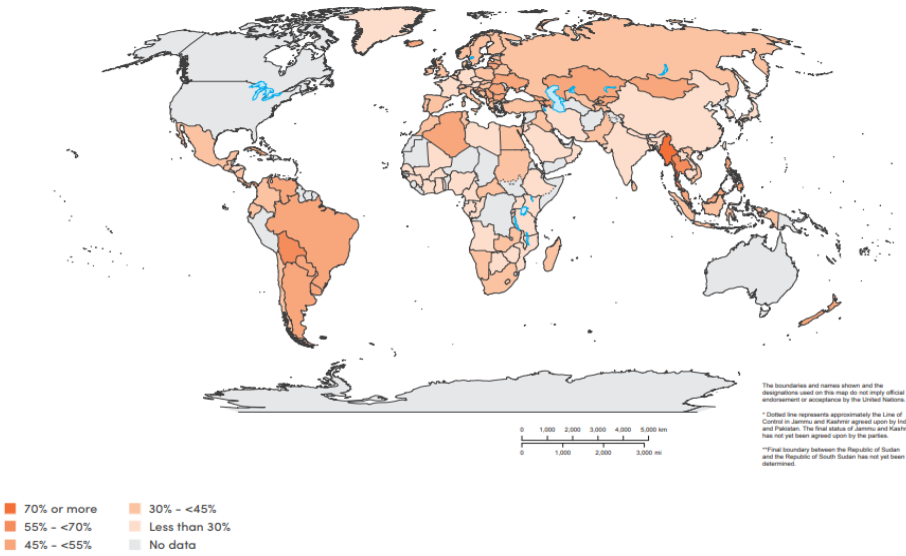 The boundaries and names shown and the
designations used on this map do not imply official
endorsement or acceptance by the United Nations.
* Dotted line represents approximately the Line of
Control in Jammu and Kashmir agreed upon by Ind
and Pakistan. The final status of Jammu and Kashm
has not yet been agreed upon by the parties.
**Final boundary between the Republic of Sudan
and the Republic of South Sudan has not yet been
determined.
0 1,000 2,000 3,000 4,000 5,000 km
0 1,000 2,000 3,000 mi
70% or more
55% - <70%
45% - <55%
30% - <45%
Less than 30%
No data